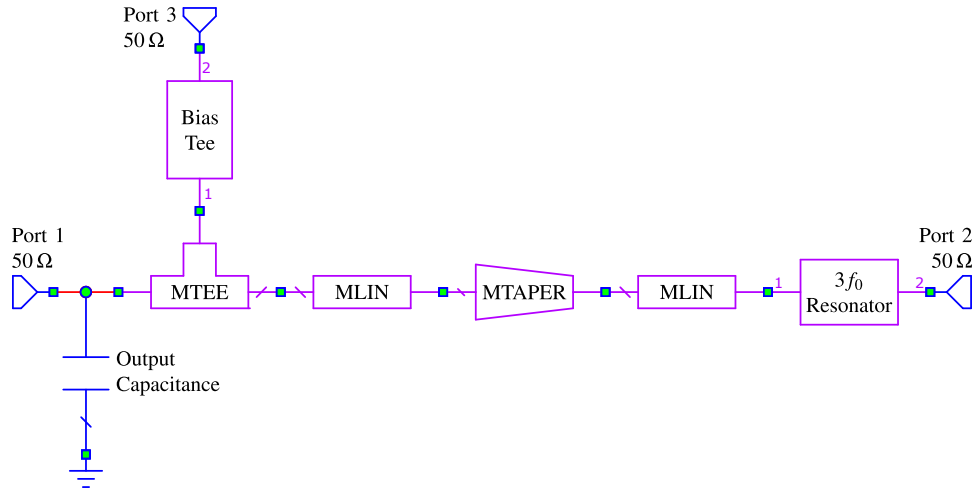 Port 3
50 Ω
2
Bias
Tee
1
Port 1
50 Ω
MTEE
MLIN
MTAPER
MLIN
1
3f₀
Resonator
2
Port 2
50 Ω
Output
Capacitance